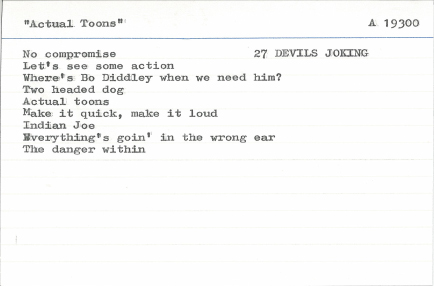 "Actual Toons" A 19300
No compromise 27 DEVILS JOKING
Let's see some action
Where's Bo Diddley when we need him?
Two headed dog
Actual toons
Make it quick, make it loud
Indian Joe
Everything's goin' in the wrong ear
The danger within